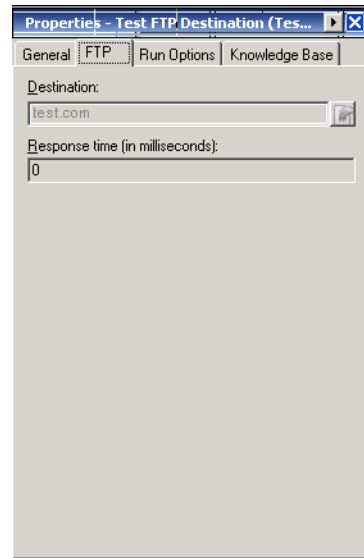 Properties - Test FTP Destination (Tes...
General FTP Run Options Knowledge Base
Destination:
test.com
Response time (in milliseconds):
0